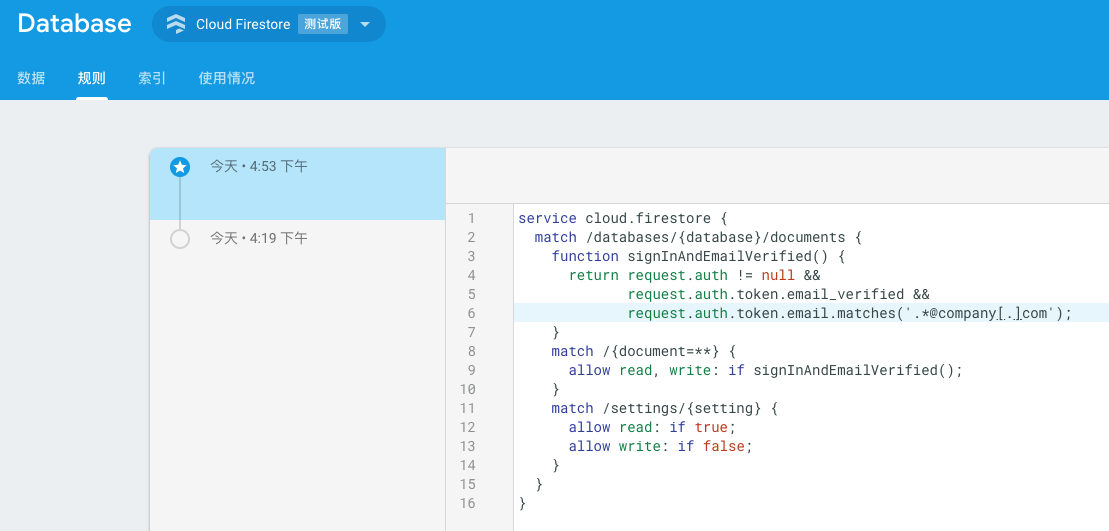 Database Cloud Firestore 测试版
数据 规则 索引 使用情况
今天 • 4:53 下午
今天 • 4:19 下午
1 service cloud.firestore {
2   match /databases/{database}/documents {
3     function signInAndEmailVerified() {
4       return request.auth != null &&
5              request.auth.token.email_verified &&
6              request.auth.token.email.matches('.*@company[.]com');
7     }
8     match /{document=**} {
9       allow read, write: if signInAndEmailVerified();
10     }
11     match /settings/{setting} {
12       allow read: if true;
13       allow write: if false;
14     }
15   }
16 }